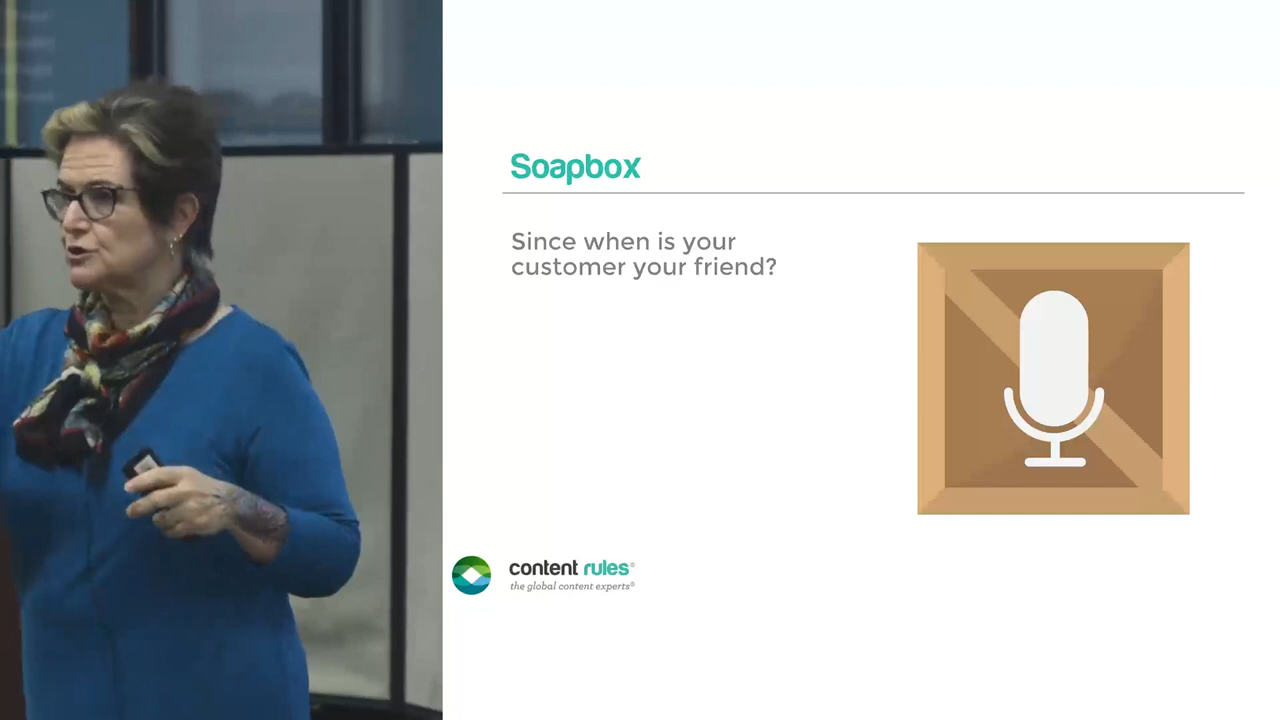 Soapbox
Since when is your
customer your friend?
content rules®
the global content experts®